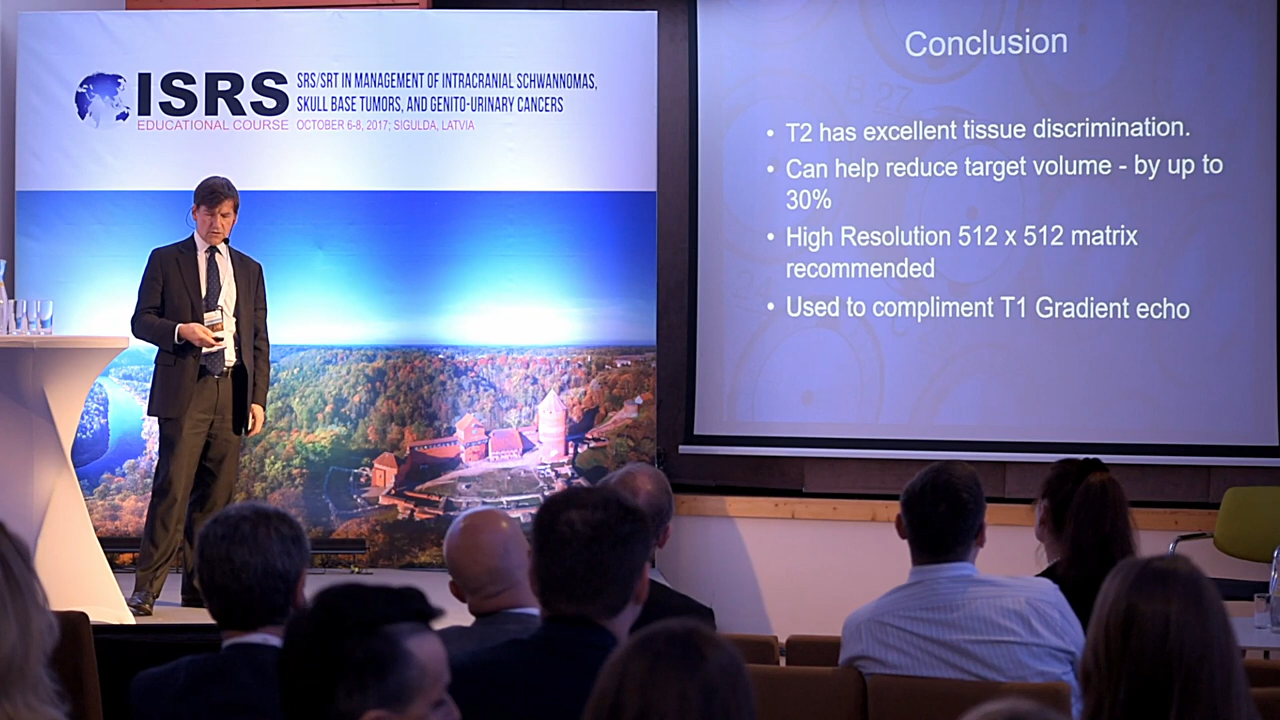 ISRS
EDUCATIONAL COURSE
SRS/SRT IN MANAGEMENT OF INTRACRANIAL SCHWANNOMAS,
SKULL BASE TUMORS, AND GENITO-URINARY CANCERS
OCTOBER 6-8, 2017; SIGULDA, LATVIA
Conclusion
• T2 has excellent tissue discrimination.
• Can help reduce target volume - by up to
30%
• High Resolution 512 x 512 matrix
recommended
• Used to compliment T1 Gradient echo